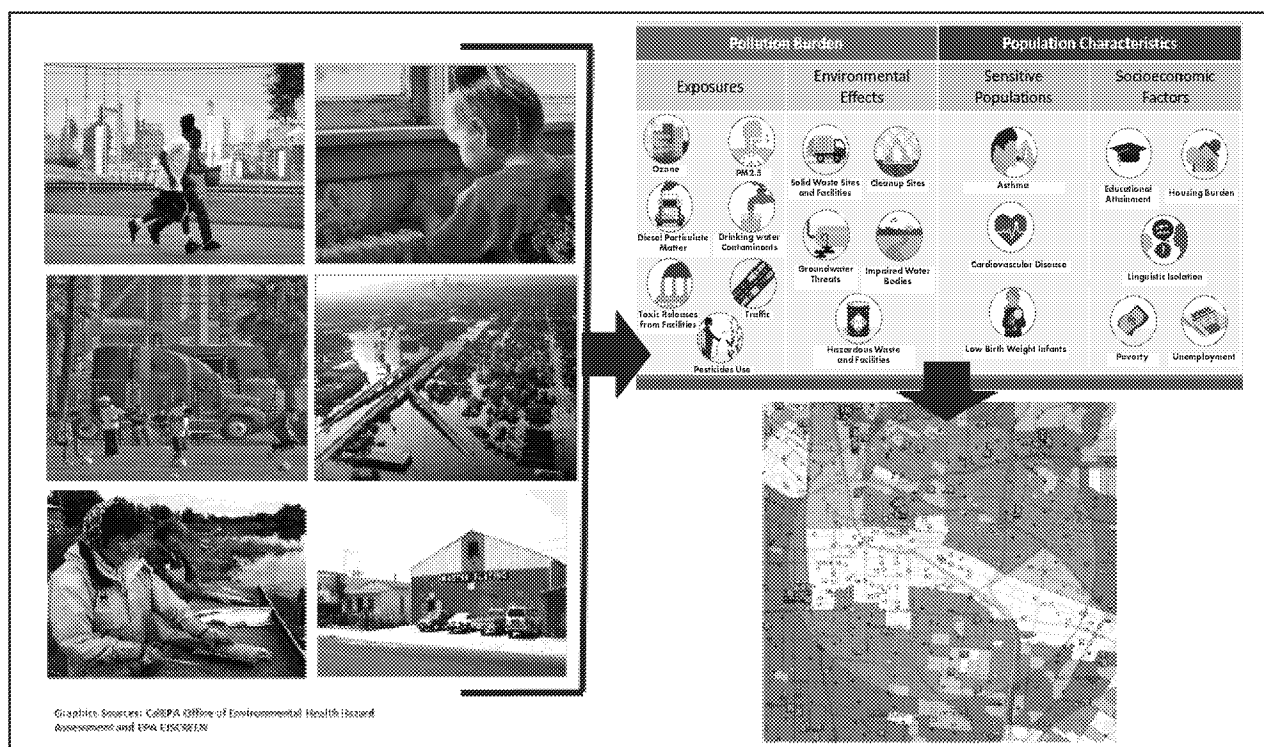 Pollution Burden
Population Characteristics
Exposures
Environmental
Effects
Sensitive
Populations
Socioeconomic
Factors
Ozone
PM2.5
Solid Waste Sites
and Facilities
Cleanup Sites
Asthma
Educational
Attainment
Housing Burden
Diesel Particulate
Matter
Drinking water
Contaminants
Groundwater
Threats
Impaired Water
Bodies
Cardiovascular Disease
Linguistic Isolation
Toxic Releases
from Facilities
Traffic
Pesticides Use
Hazardous Waste
and Facilities
Low Birth Weight Infants
Poverty
Unemployment
Graphics Sources: CalEPA Office of Environmental Health Hazard
Assessment and EPA EJSCREEN